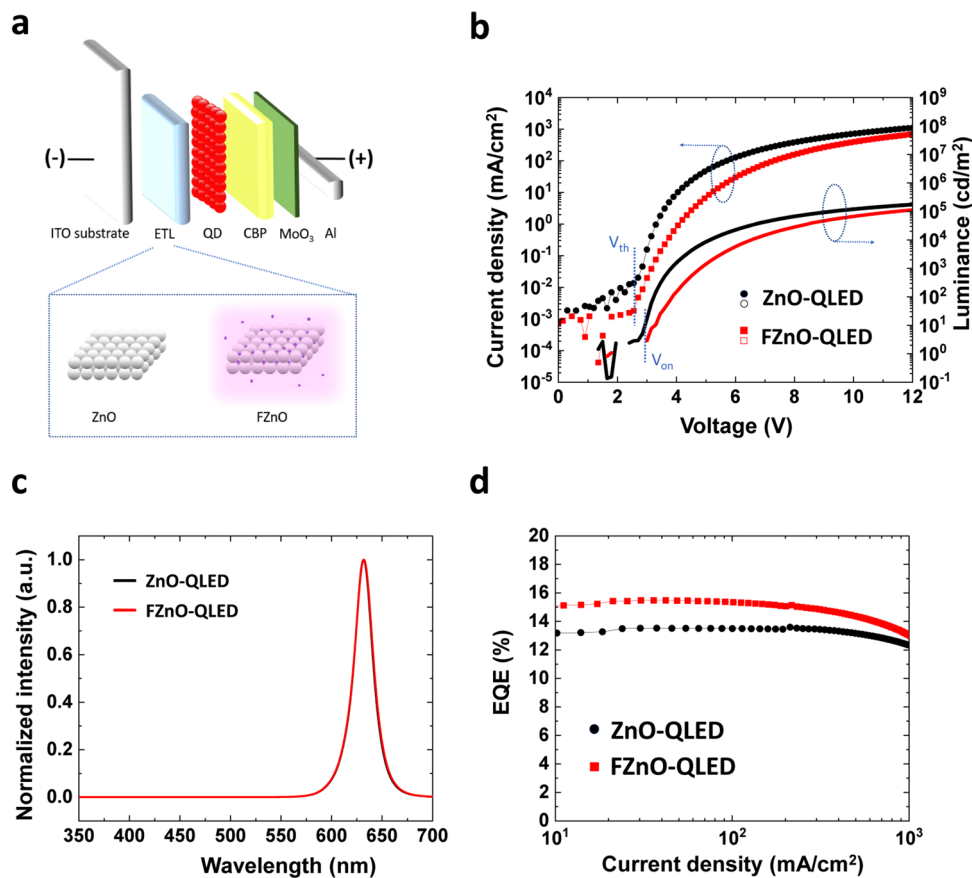 a
(-)
(+)
ITO substrate ETL QD CBP MoO₃ Al
ZnO
FZnO
b
Current density (mA/cm²)
10⁴
10³
10²
10¹
10⁰
10⁻¹
10⁻²
10⁻³
10⁻⁴
10⁻⁵
0 2 4 6 8 10 12
Voltage (V)
10⁹
10⁸
10⁷
10⁶
10⁵
10⁴
10³
10²
10¹
10⁰
10⁻¹
Luminance (cd/m²)
V_th
V_on
ZnO-QLED
FZnO-QLED
c
Normalized intensity (a.u.)
1.0
0.8
0.6
0.4
0.2
0.0
350 400 450 500 550 600 650 700
Wavelength (nm)
ZnO-QLED
FZnO-QLED
d
EQE (%)
20
18
16
14
12
10
8
6
4
2
0
10¹ 10² 10³
Current density (mA/cm²)
ZnO-QLED
FZnO-QLED